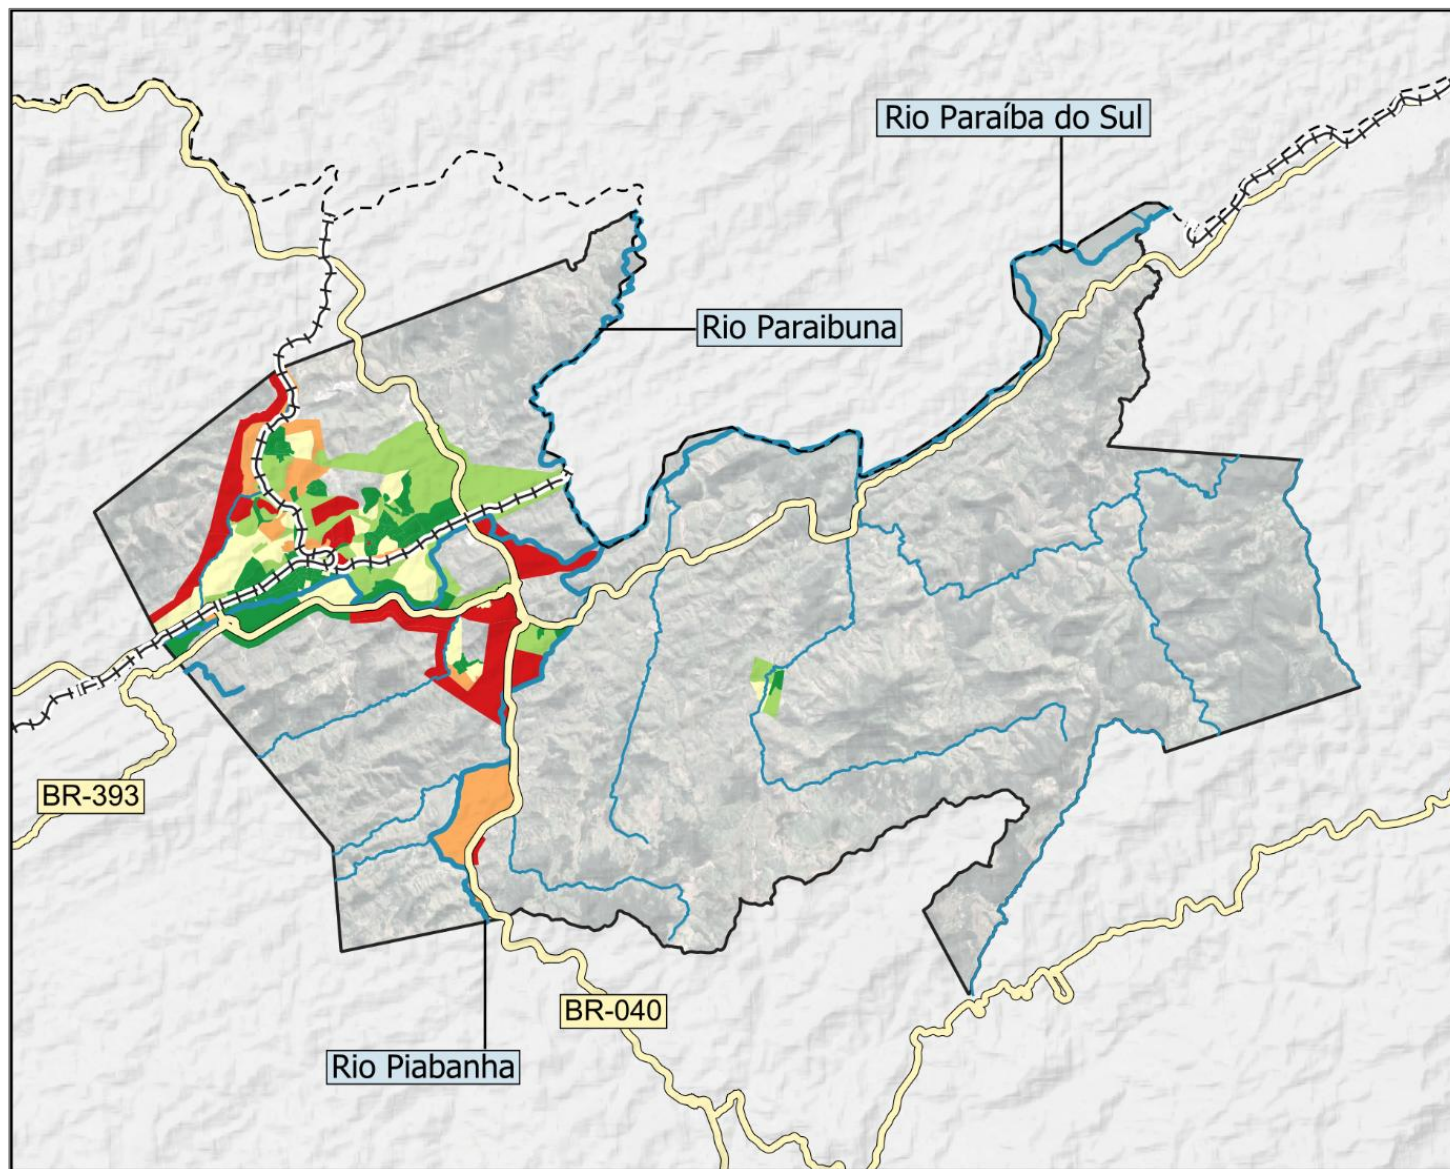 Rio Paraíba do Sul
Rio Paraibuna
BR-393
BR-040
Rio Piabanha